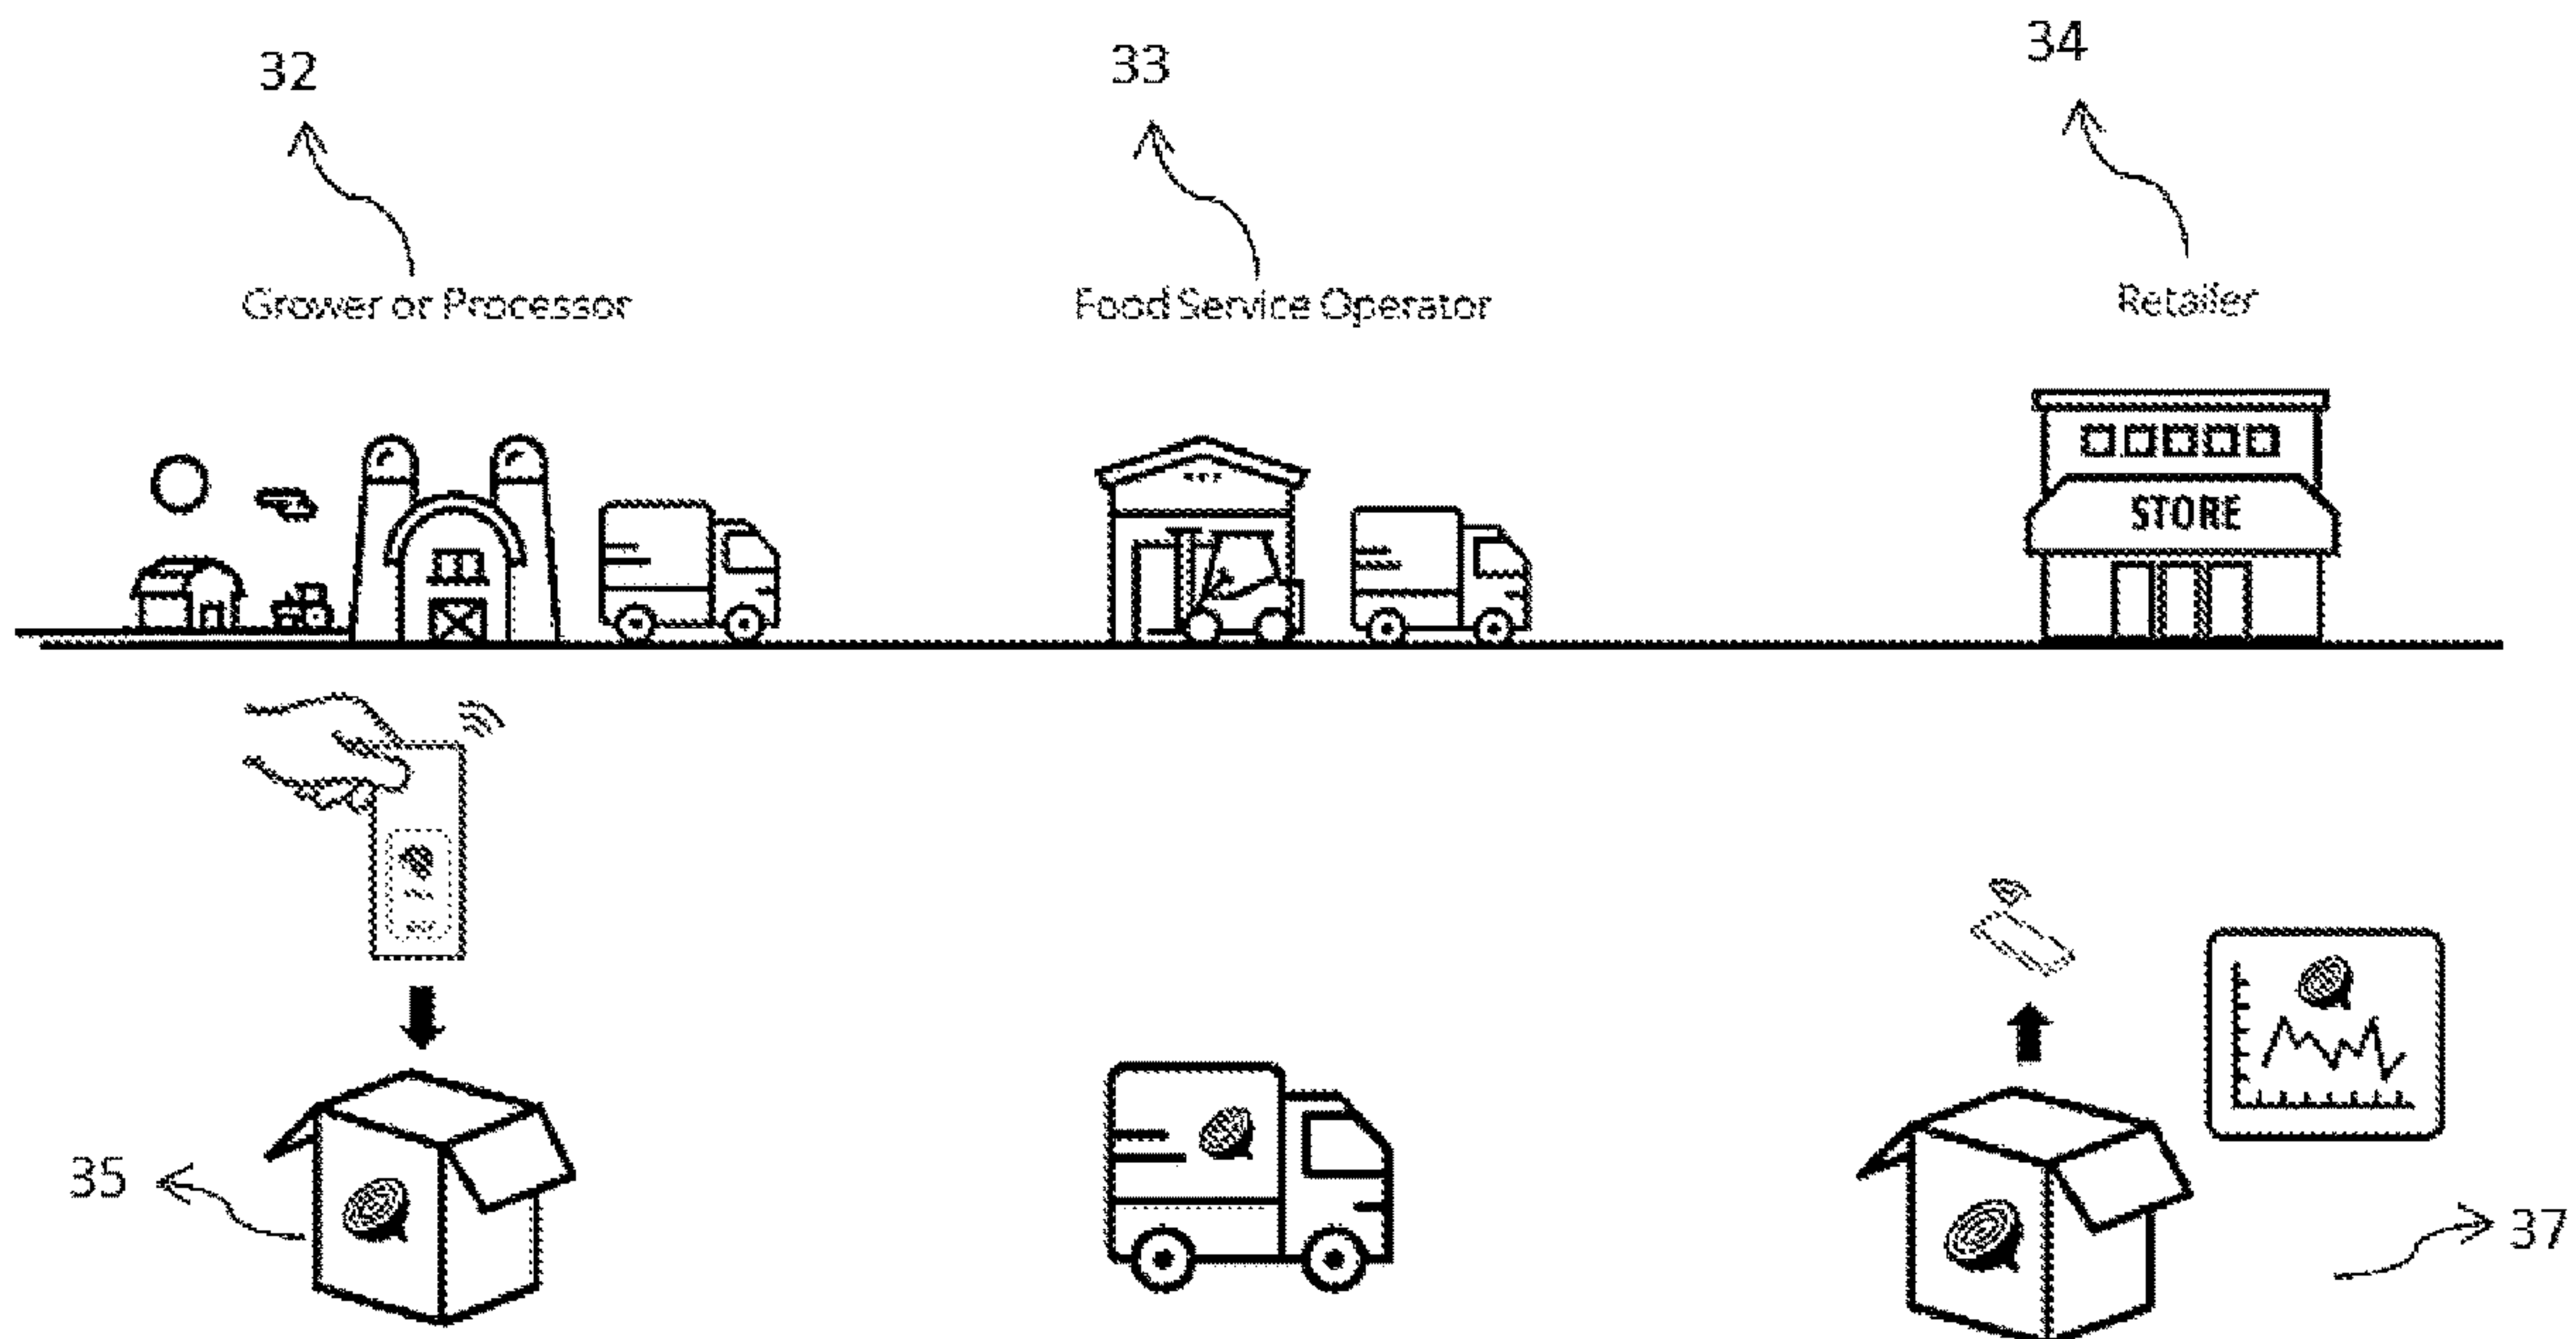 32
33
34
Grower or Processor
Food Service Operator
Retailer
STORE
35
37